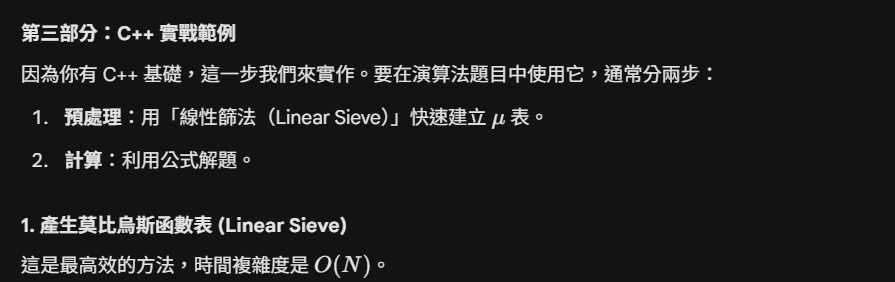 第三部分：C++ 實戰範例
因為你有 C++ 基礎，這一步我們來實作。要在演算法題目中使用它，通常分兩步：
1. 預處理：用「線性篩法（Linear Sieve）」快速建立 μ 表。
2. 計算：利用公式解題。
1. 產生莫比烏斯函數表 (Linear Sieve)
這是最高效的方法，時間複雜度是 O(N)。